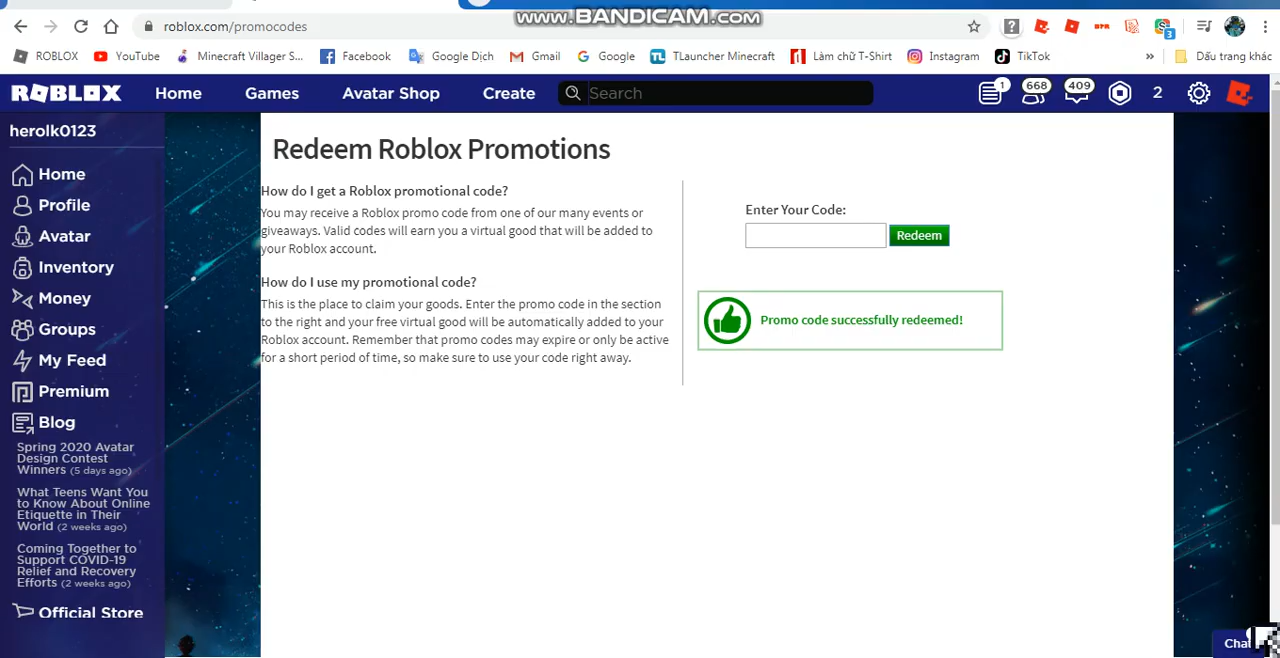 www.BANDICAM.com
roblox.com/promocodes
3
ROBLOX YouTube Minecraft Villager S... Facebook Google Dịch Gmail Google TLauncher Minecraft Làm chữ T-Shirt Instagram TikTok » Dấu trang khác
ROBLOX Home Games Avatar Shop Create Search 1 668 409 2
herolk0123
Home
Profile
Avatar
Inventory
Money
Groups
My Feed
Premium
Blog
Spring 2020 Avatar
Design Contest
Winners (5 days ago)
What Teens Want You
to Know About Online
Etiquette in Their
World (2 weeks ago)
Coming Together to
Support COVID-19
Relief and Recovery
Efforts (2 weeks ago)
Official Store
Redeem Roblox Promotions
How do I get a Roblox promotional code?
You may receive a Roblox promo code from one of our many events or
giveaways. Valid codes will earn you a virtual good that will be added to
your Roblox account.
How do I use my promotional code?
This is the place to claim your goods. Enter the promo code in the section
to the right and your free virtual good will be automatically added to your
Roblox account. Remember that promo codes may expire or only be active
for a short period of time, so make sure to use your code right away.
Enter Your Code:
Redeem
Promo code successfully redeemed!
Chat